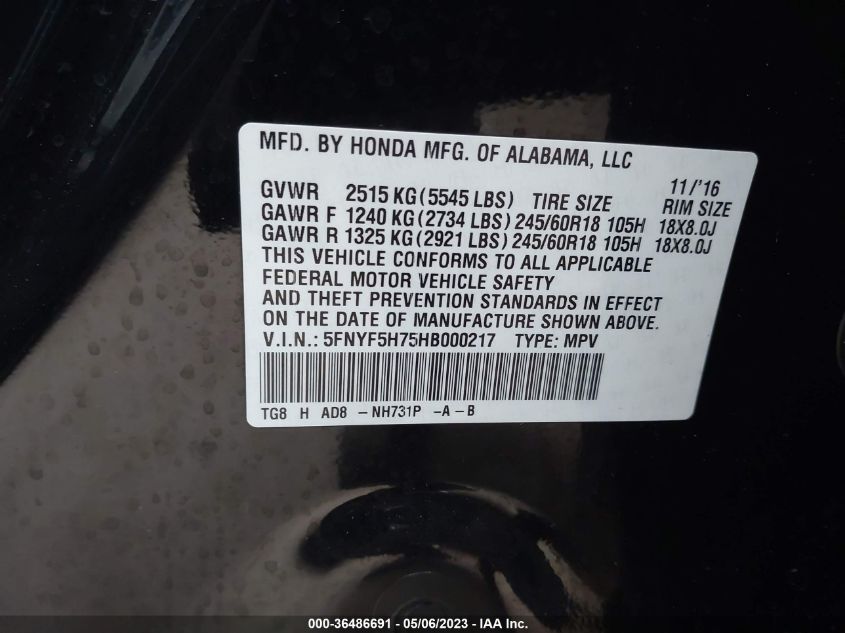 MFD. BY HONDA MFG. OF ALABAMA, LLC
11/'16
GVWR 2515 KG (5545 LBS) TIRE SIZE RIM SIZE
GAWR F 1240 KG (2734 LBS) 245/60R18 105H 18X8.0J
GAWR R 1325 KG (2921 LBS) 245/60R18 105H 18X8.0J
THIS VEHICLE CONFORMS TO ALL APPLICABLE
FEDERAL MOTOR VEHICLE SAFETY
AND THEFT PREVENTION STANDARDS IN EFFECT
ON THE DATE OF MANUFACTURE SHOWN ABOVE.
V.I.N.: 5FNYF5H75HB000217 TYPE: MPV
TG8 H AD8 - NH731P - A - B
000-36486691 - 05/06/2023 - IAA Inc.